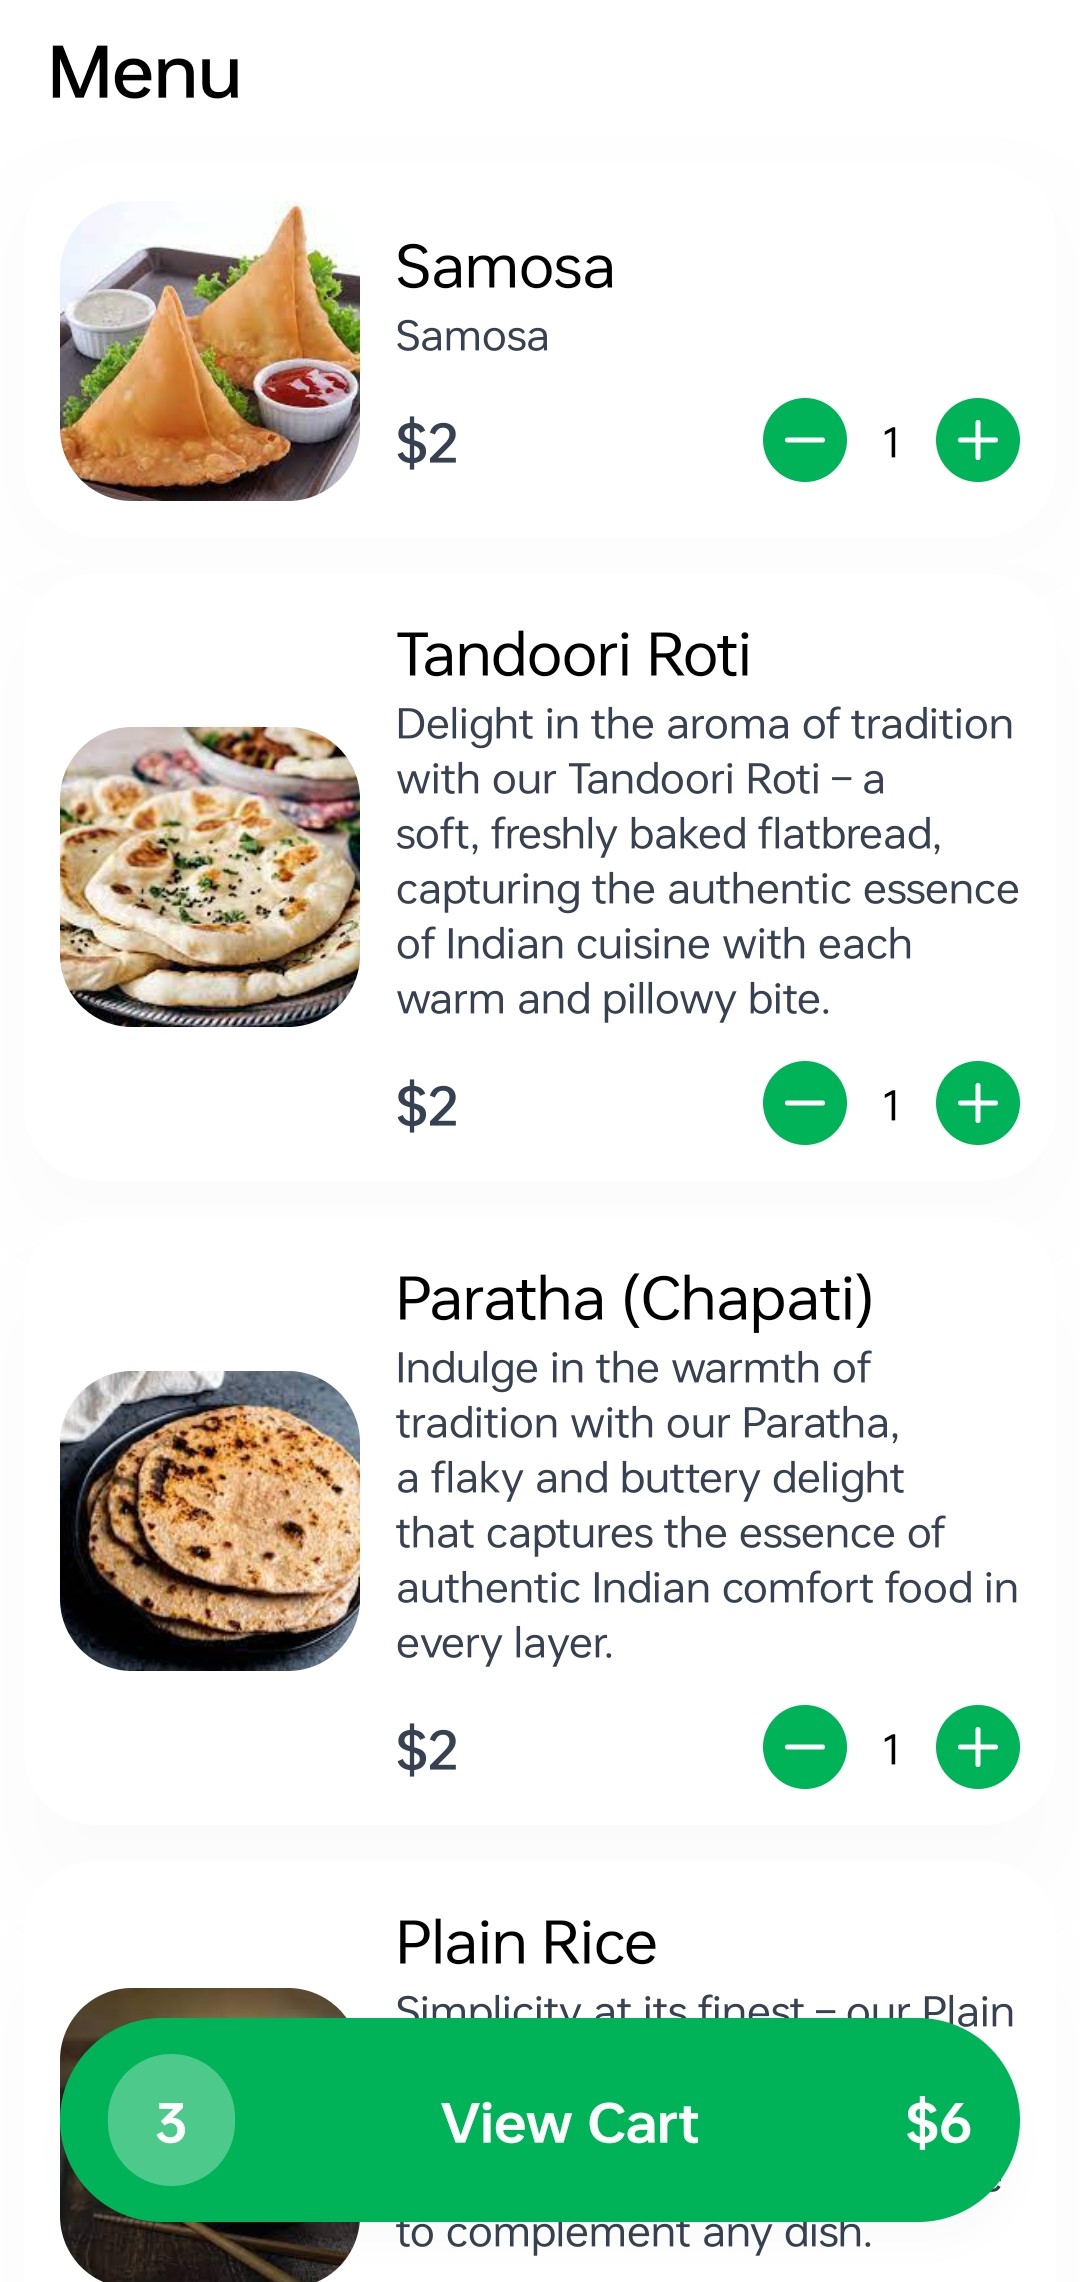 Menu
Samosa
Samosa
$2
1
Tandoori Roti
Delight in the aroma of tradition
with our Tandoori Roti – a
soft, freshly baked flatbread,
capturing the authentic essence
of Indian cuisine with each
warm and pillowy bite.
$2
1
Paratha (Chapati)
Indulge in the warmth of
tradition with our Paratha,
a flaky and buttery delight
that captures the essence of
authentic Indian comfort food in
every layer.
$2
1
Plain Rice
Simplicity at its finest – our Plain
3 View Cart $6
to complement any dish.